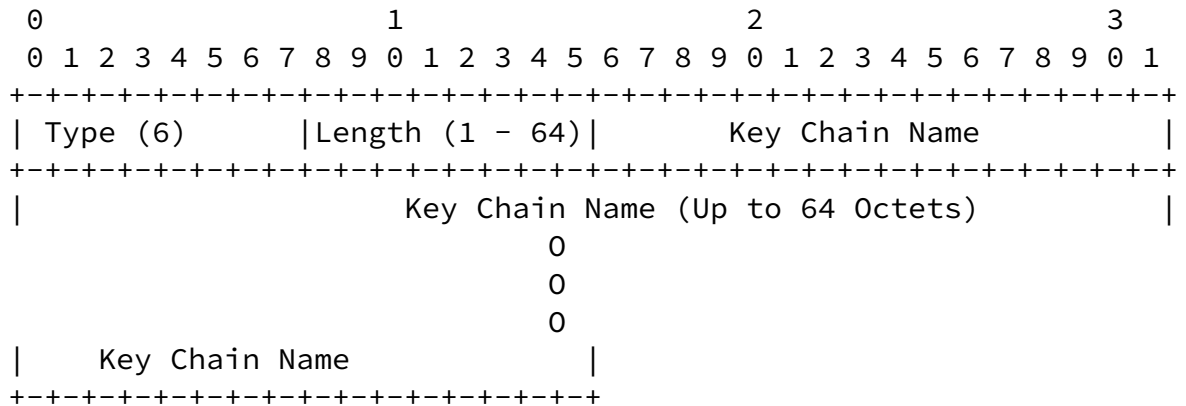 0                   1                   2                   3
 0 1 2 3 4 5 6 7 8 9 0 1 2 3 4 5 6 7 8 9 0 1 2 3 4 5 6 7 8 9 0 1
+-+-+-+-+-+-+-+-+-+-+-+-+-+-+-+-+-+-+-+-+-+-+-+-+-+-+-+-+-+-+-+-+
| Type (6)      |Length (1 - 64)|       Key Chain Name          |
+-+-+-+-+-+-+-+-+-+-+-+-+-+-+-+-+-+-+-+-+-+-+-+-+-+-+-+-+-+-+-+-+
|                     Key Chain Name (Up to 64 Octets)          |
                              O
                              O
                              O
|    Key Chain Name             |
+-+-+-+-+-+-+-+-+-+-+-+-+-+-+-+-+